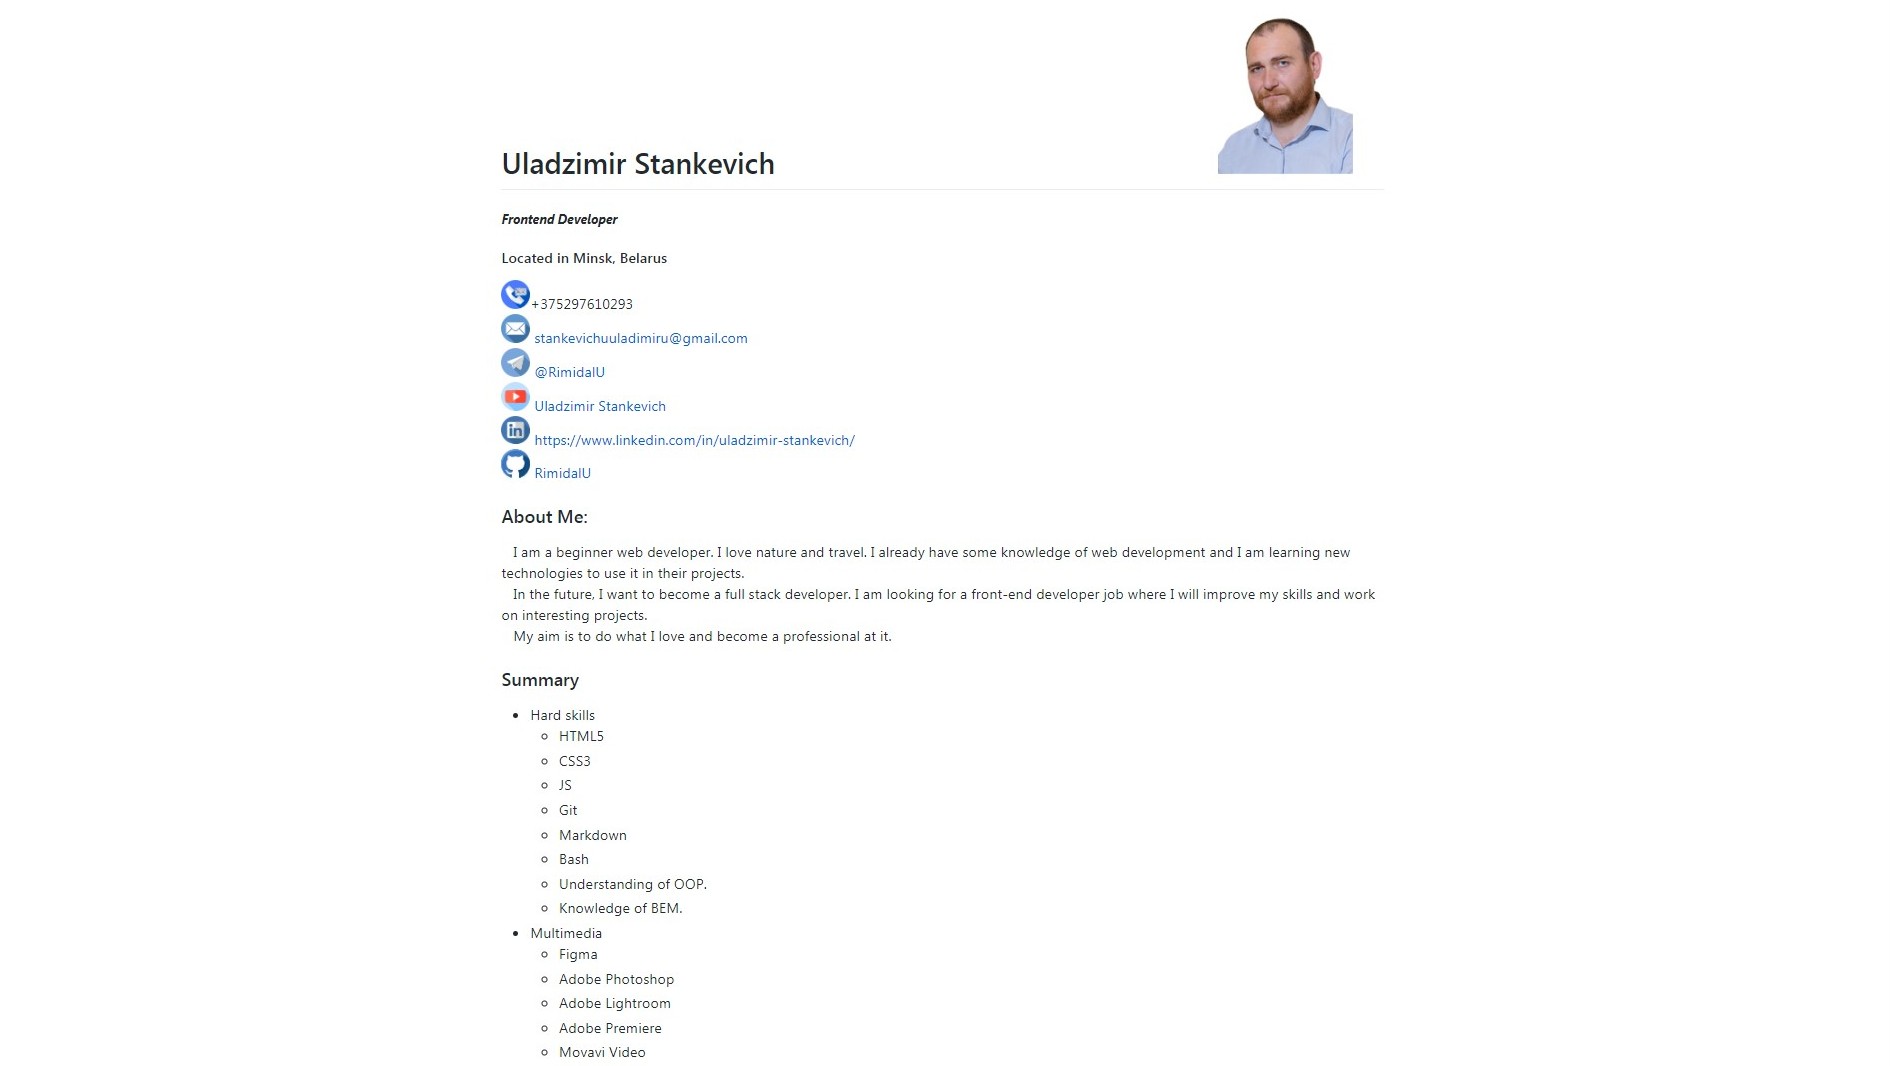 Uladzimir Stankevich
Frontend Developer
Located in Minsk, Belarus
+375297610293
stankevichuuladimiru@gmail.com
@RimidalU
Uladzimir Stankevich
https://www.linkedin.com/in/uladzimir-stankevich/
RimidalU
About Me:
I am a beginner web developer. I love nature and travel. I already have some knowledge of web development and I am learning new
technologies to use it in their projects.
In the future, I want to become a full stack developer. I am looking for a front-end developer job where I will improve my skills and work
on interesting projects.
My aim is to do what I love and become a professional at it.
Summary
Hard skills
HTML5
CSS3
JS
Git
Markdown
Bash
Understanding of OOP.
Knowledge of BEM.
Multimedia
Figma
Adobe Photoshop
Adobe Lightroom
Adobe Premiere
Movavi Video